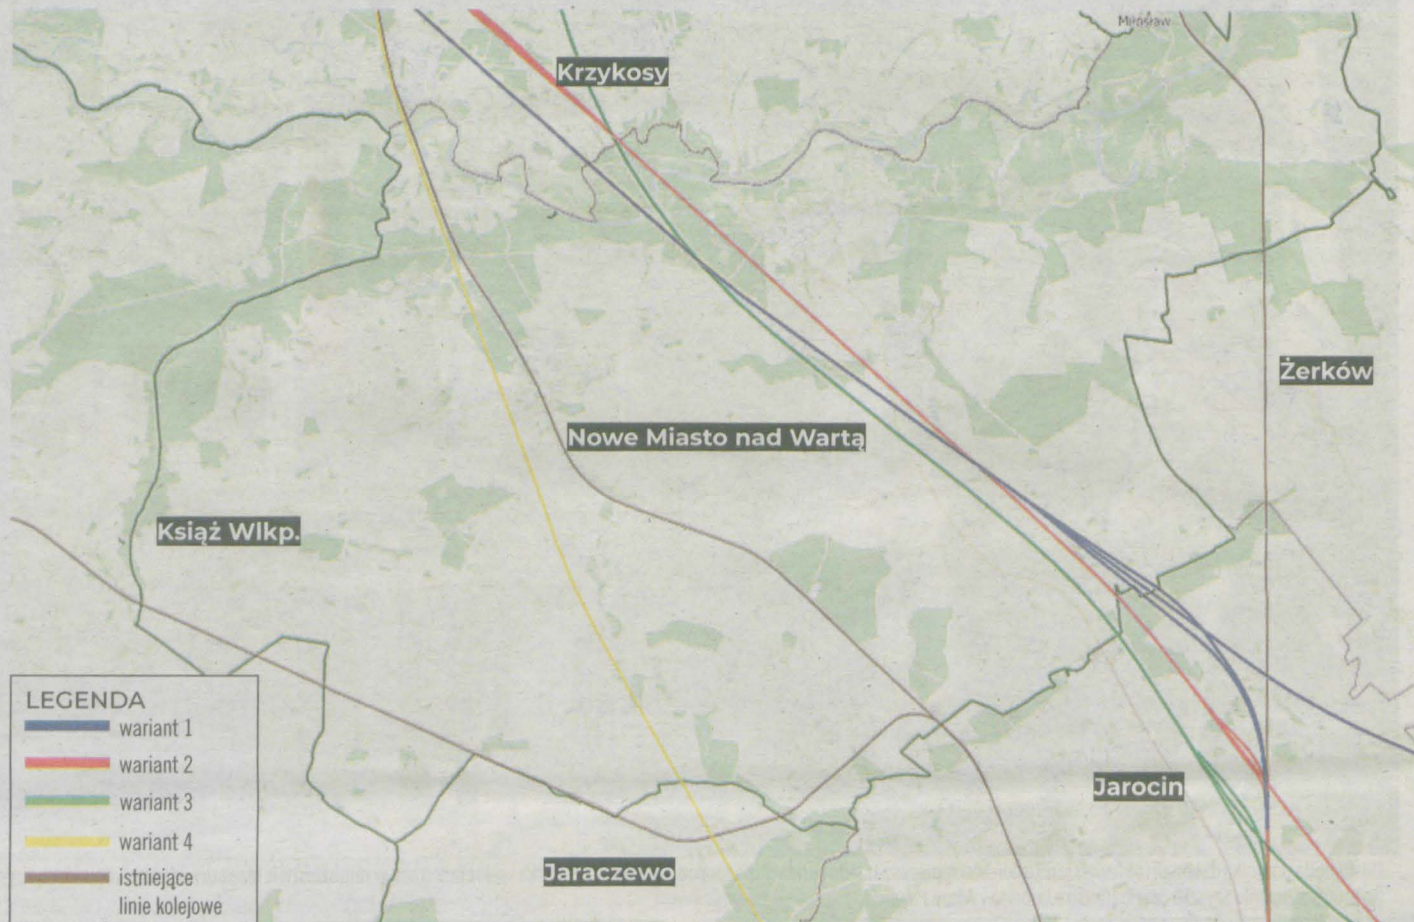 Miłosław
Krzykosy
Żerków
Nowe Miasto nad Wartą
Książ Wlkp.
Jarocin
Jaraczewo
LEGENDA
wariant 1
wariant 2
wariant 3
wariant 4
istniejące
linie kolejowe